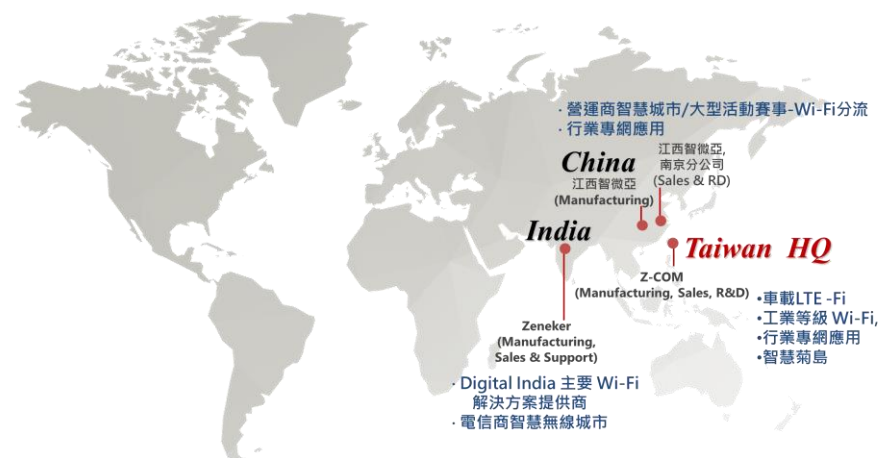 · 營運商智慧城市/大型活動賽事-Wi-Fi分流
· 行業專網應用
China
江西智微亞
(Manufacturing)
江西智微亞,
南京分公司
(Sales & RD)
India
Taiwan HQ
Z-COM
(Manufacturing, Sales, R&D)
•車載LTE -Fi
•工業等級 Wi-Fi,
•行業專網應用
•智慧菊島
Zeneker
(Manufacturing,
Sales & Support)
· Digital India 主要 Wi-Fi
解決方案提供商
· 電信商智慧無線城市